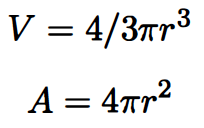 V = 4/3πr³
A = 4πr²